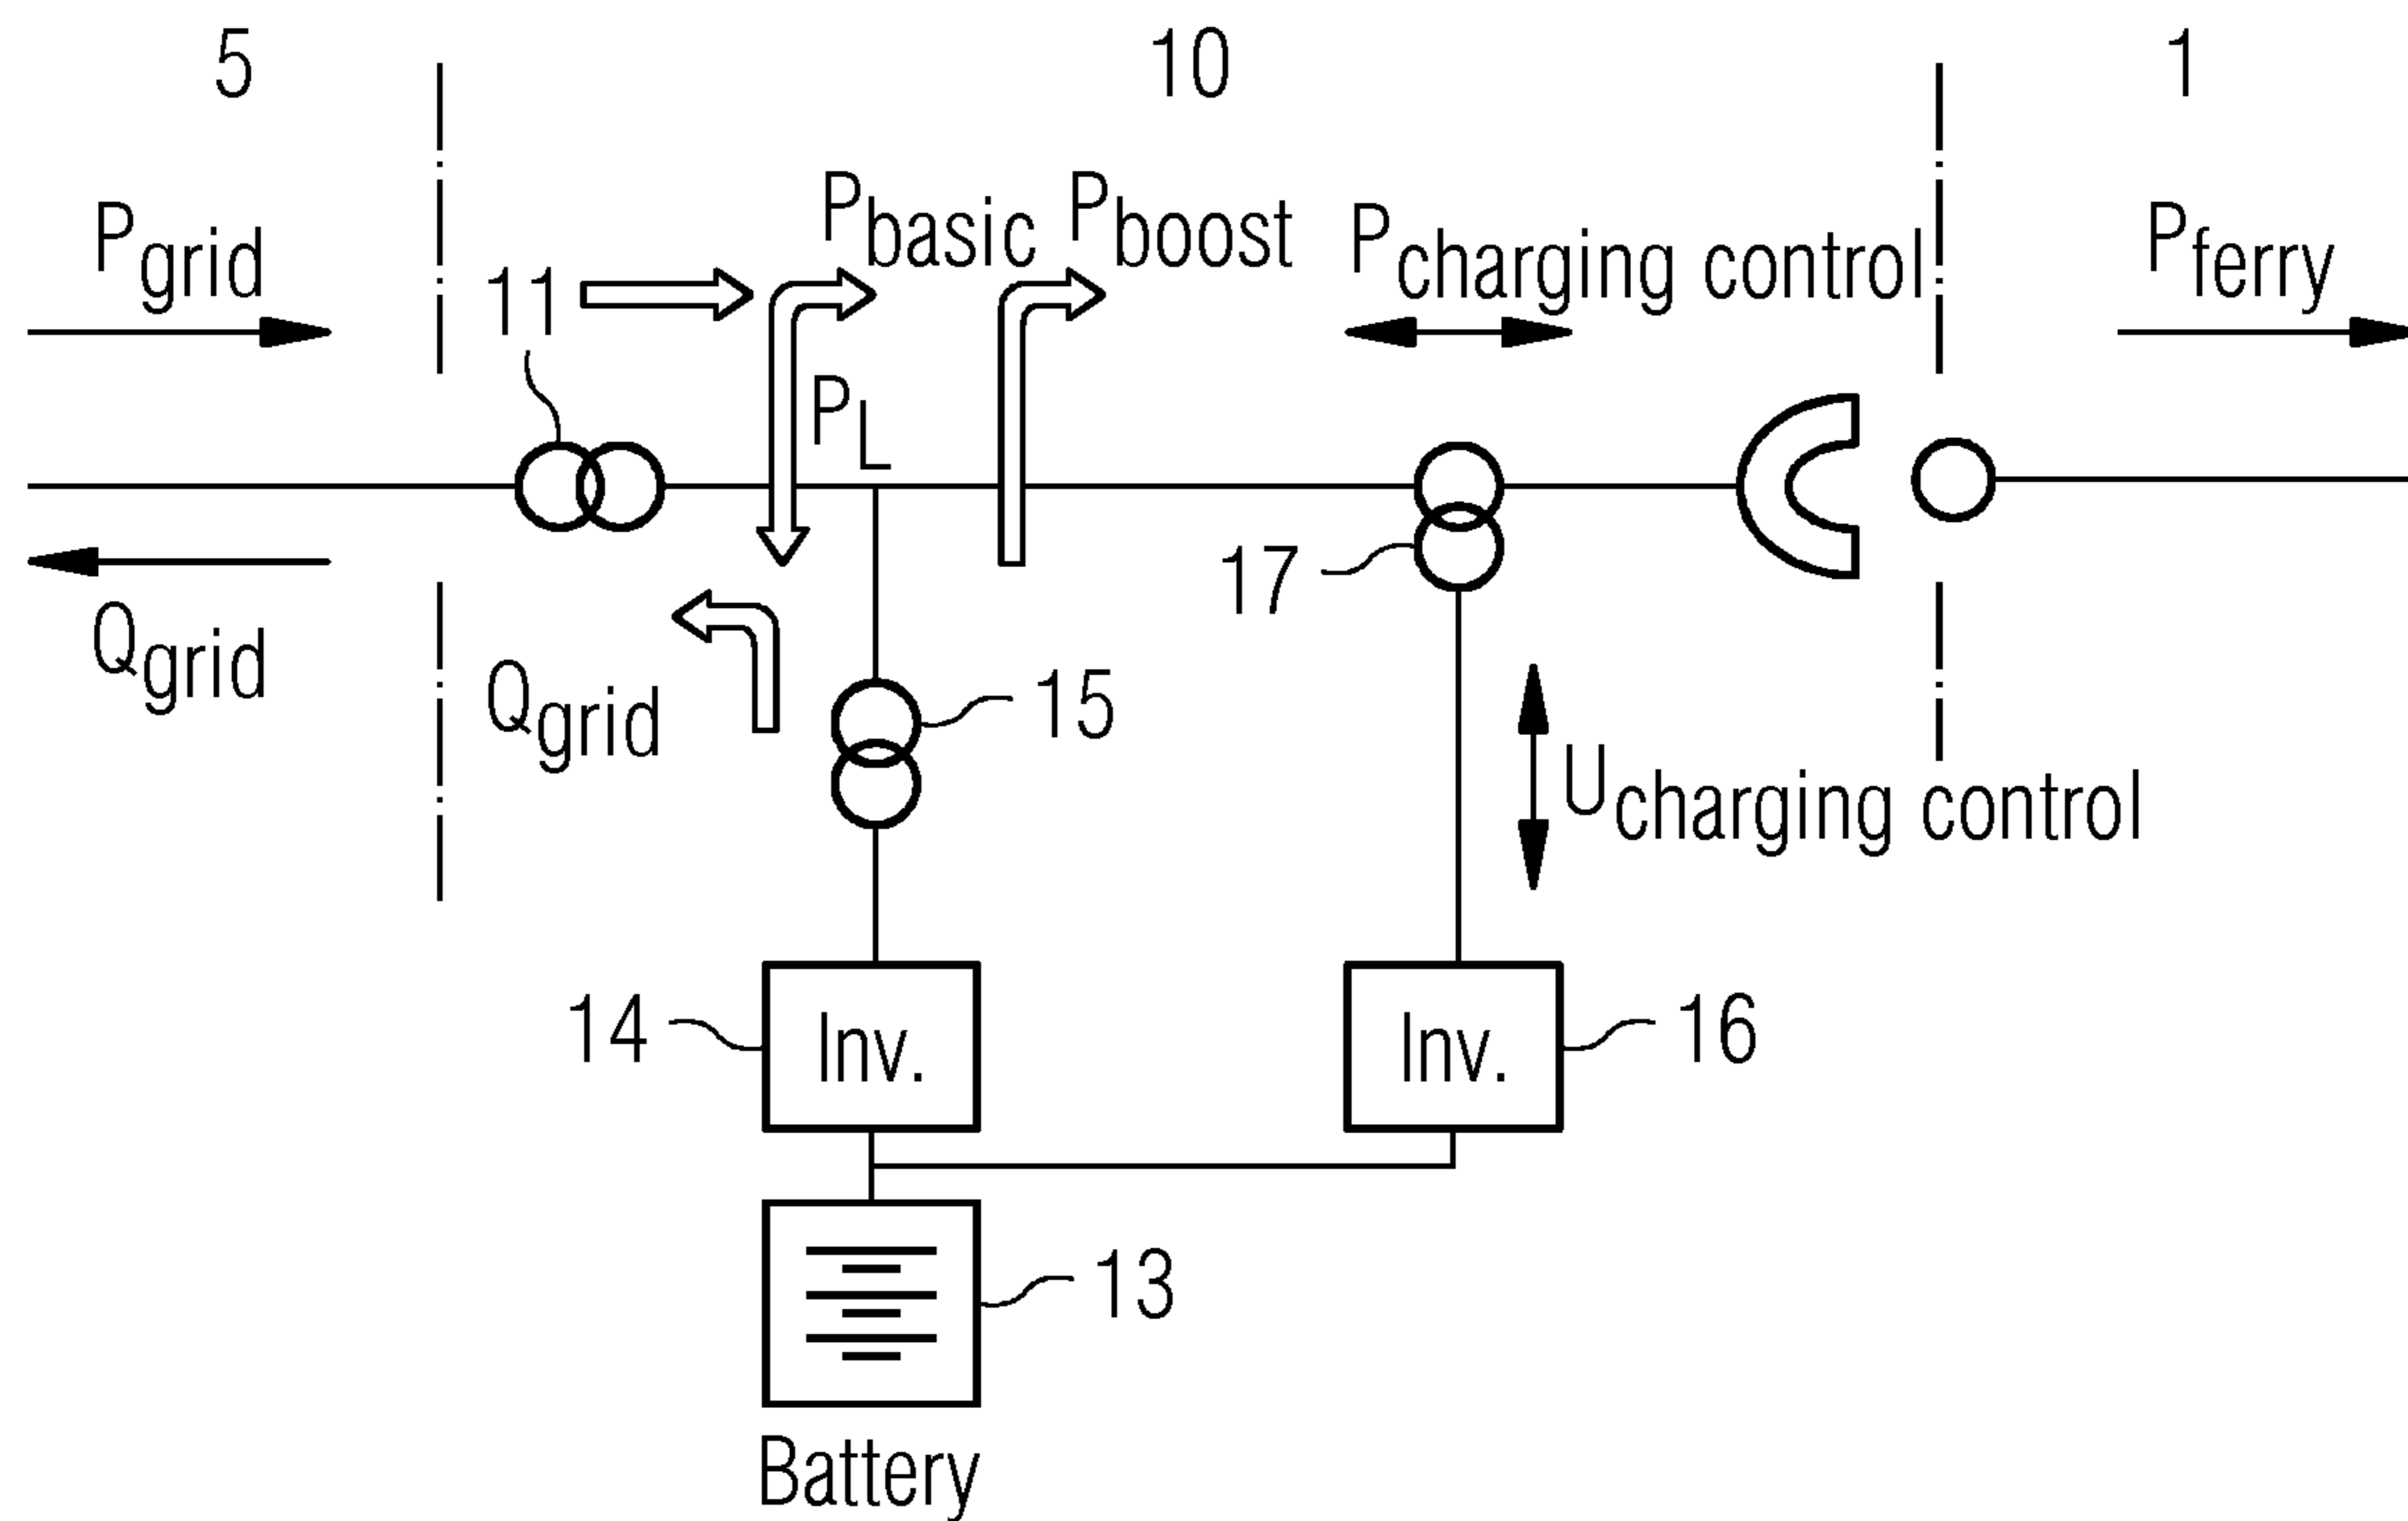 5
10
1
Pgrid
11
Pbasic
Pboost
Pcharging control
Pferry
PL
Qgrid
Qgrid
15
17
Ucharging control
14
Inv.
Inv.
16
13
Battery